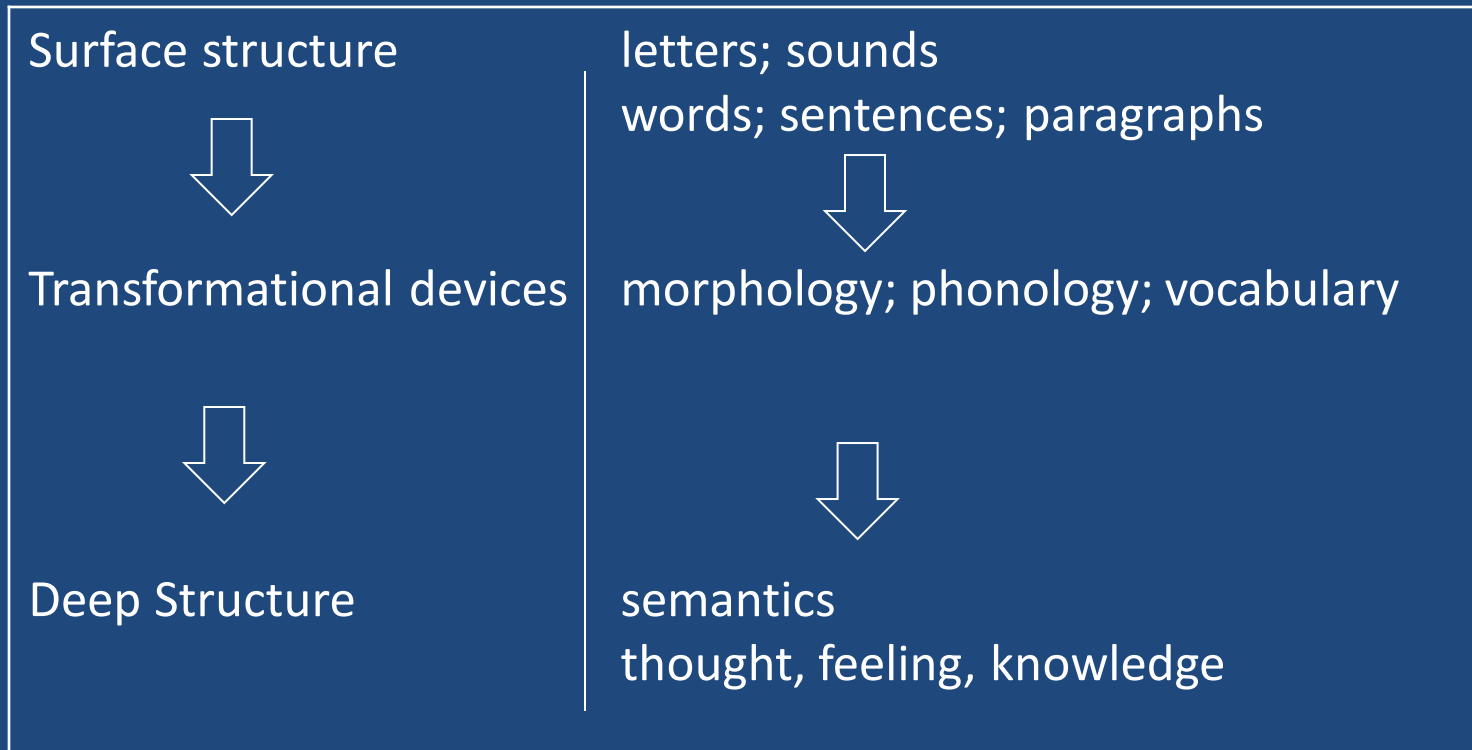 Surface structure
letters; sounds
words; sentences; paragraphs
Transformational devices
morphology; phonology; vocabulary
Deep Structure
semantics
thought, feeling, knowledge